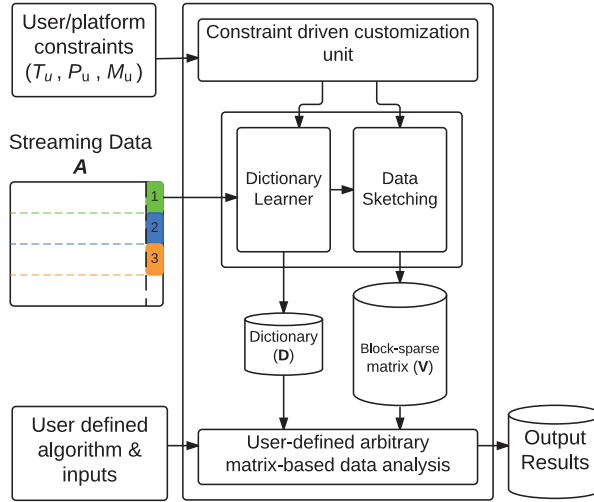 User/platform
constraints
(Tu , Pu , Mu)
Constraint driven customization
unit
Streaming Data
A
1
2
3
Dictionary
Learner
Data
Sketching
Dictionary
(D)
Block-sparse
matrix (V)
User defined
algorithm &
inputs
User-defined arbitrary
matrix-based data analysis
Output
Results